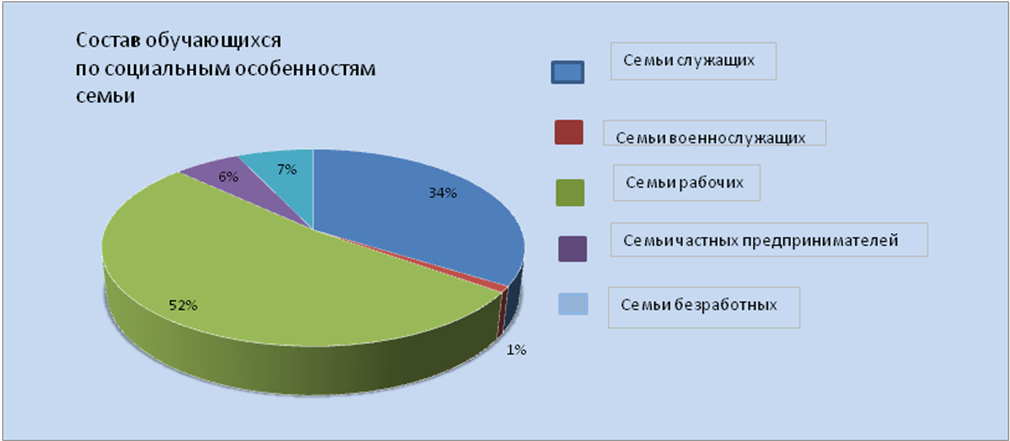 Состав обучающихся
по социальным особенностям
семьи
Семьи служащих
Семьи военнослужащих
Семьи рабочих
Семьи частных предпринимателей
Семьи безработных
7%
6%
34%
52%
1%